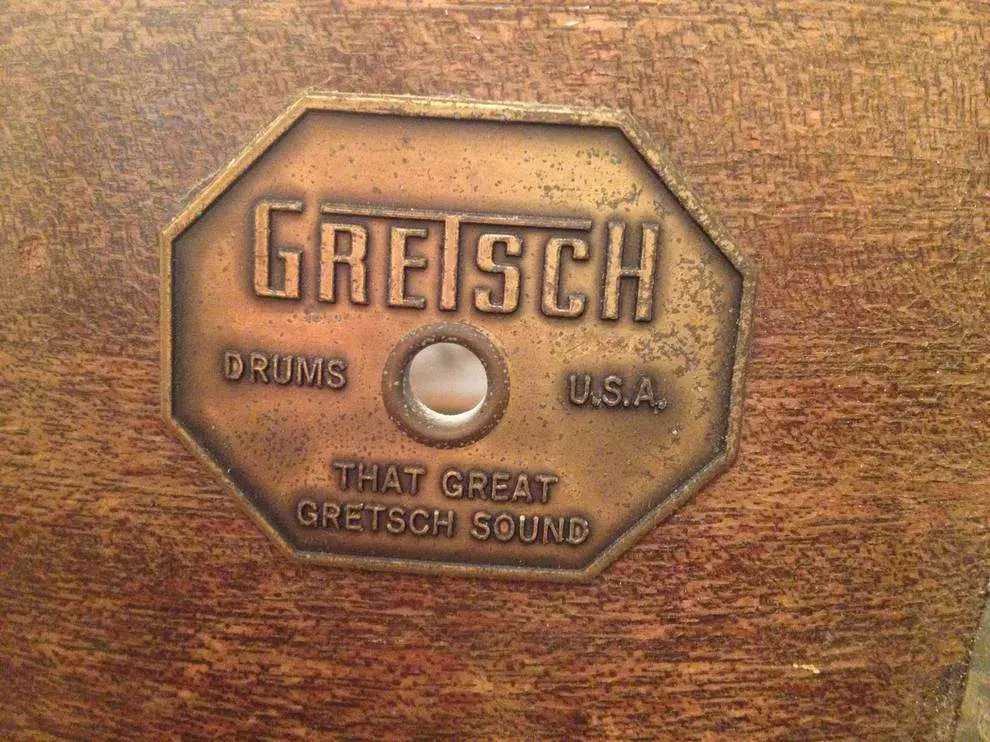 GRETSCH
DRUMS U.S.A.
THAT GREAT
GRETSCH SOUND